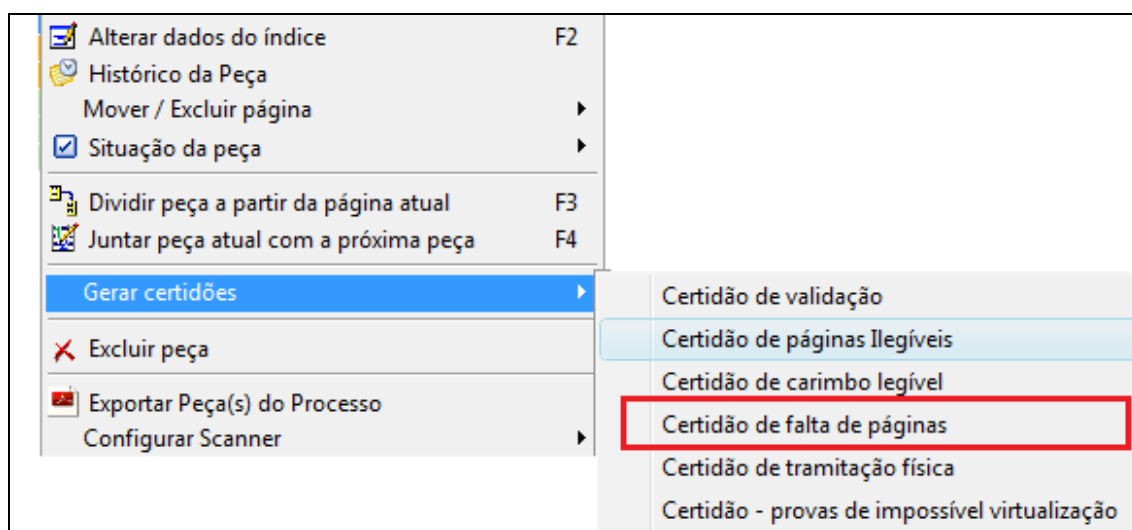 Alterar dados do índice F2
Histórico da Peça
Mover / Excluir página
Situação da peça
Dividir peça a partir da página atual F3
Juntar peça atual com a próxima peça F4
Gerar certidões
Excluir peça
Exportar Peça(s) do Processo
Configurar Scanner
Certidão de validação
Certidão de páginas Ilegíveis
Certidão de carimbo legível
Certidão de falta de páginas
Certidão de tramitação física
Certidão - provas de impossível virtualização